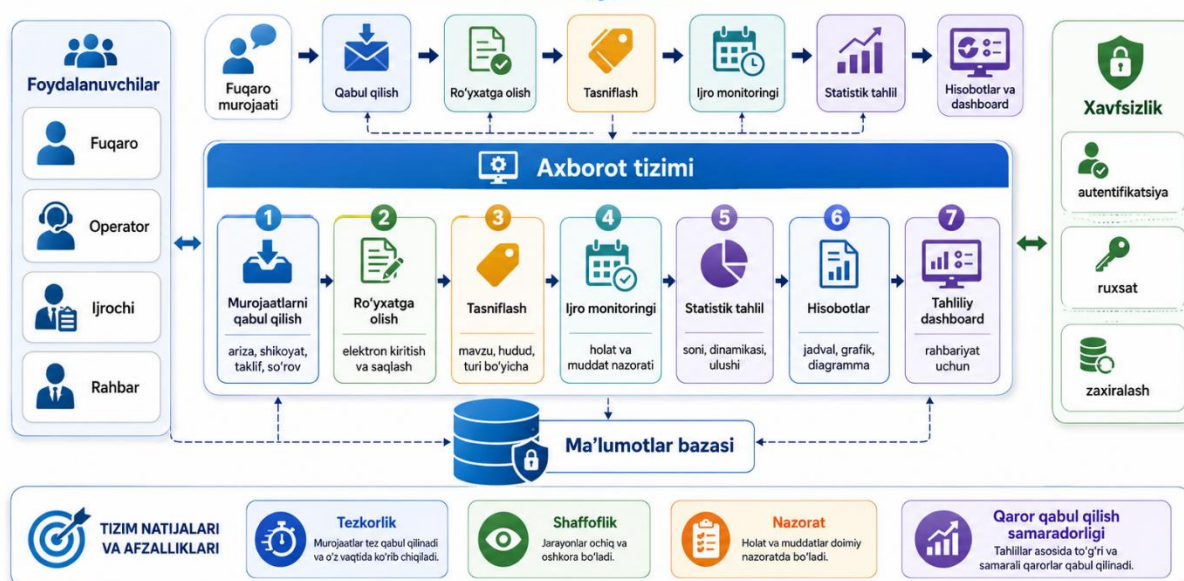 Foydalanuvchilar
Fuqaro
Operator
Ijrochi
Rahbar
Fuqaro
murojaati
Qabul qilish
Ro'yxatga olish
Tasniflash
Ijro monitoringi
Statistik tahlil
Hisobotlar va
dashboard
Axborot tizimi
1
Murojaatlarni
qabul qilish
ariza, shikoyat,
taklif, so'rov
2
Ro'yxatga
olish
elektron kiritish
va saqlash
3
Tasniflash
mavzu, hudud,
turi bo'yicha
4
Ijro monitoringi
holat va
muddat nazorati
5
Statistik tahlil
soni, dinamikasi,
ulushi
6
Hisobotlar
jadval, grafik,
diagramma
7
Tahliliy
dashboard
rahbariyat
uchun
Ma'lumotlar bazasi
Xavfsizlik
autentifikatsiya
ruxsat
zaxiralash
TIZIM NATIJALARI
VA AFZALLIKLARI
Tezkorlik
Murojaatlar tez qabul qilinadi
va o'z vaqtida ko'rib chiqiladi.
Shaffoflik
Jarayonlar ochiq va
oshkora bo'ladi.
Nazorat
Holat va muddatlar doimiy
nazoratda bo'ladi.
Qaror qabul qilish
samaradorligi
Tahlillar asosida to'g'ri va
samarali qarorlar qabul qilinadi.